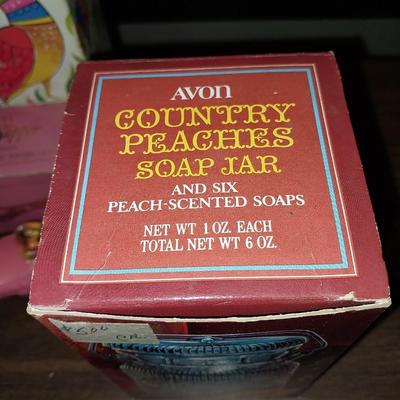 AVON
COUNTRY
PEACHES
SOAP JAR
AND SIX
PEACH-SCENTED SOAPS
NET WT 1 OZ. EACH
TOTAL NET WT 6 OZ.